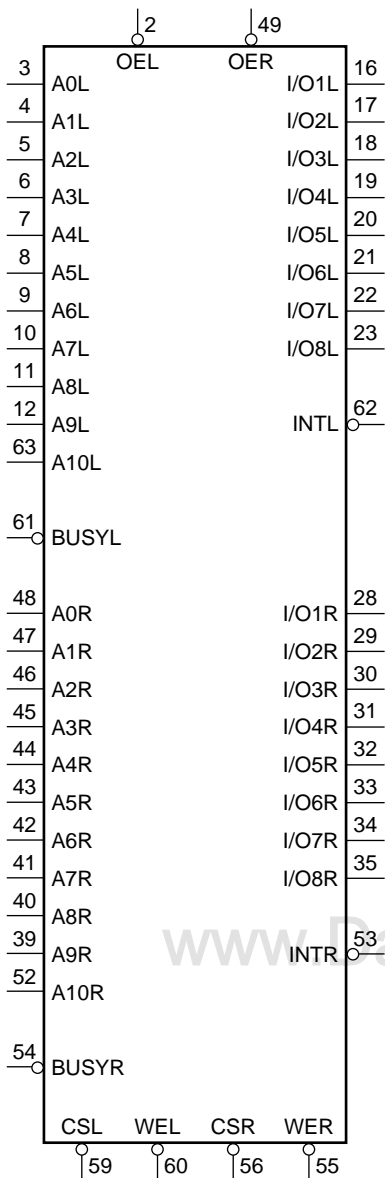 2 49
OEL OER
3 A0L I/O1L 16
4 A1L I/O2L 17
5 A2L I/O3L 18
6 A3L I/O4L 19
7 A4L I/O5L 20
8 A5L I/O6L 21
9 A6L I/O7L 22
10 A7L I/O8L 23
11 A8L
12 A9L INTL 62
63 A10L
61 BUSYL
48 A0R I/O1R 28
47 A1R I/O2R 29
46 A2R I/O3R 30
45 A3R I/O4R 31
44 A4R I/O5R 32
43 A5R I/O6R 33
42 A6R I/O7R 34
41 A7R I/O8R 35
40 A8R
39 A9R www.Da INTR 53
52 A10R
54 BUSYR
CSL WEL CSR WER
59 60 56 55